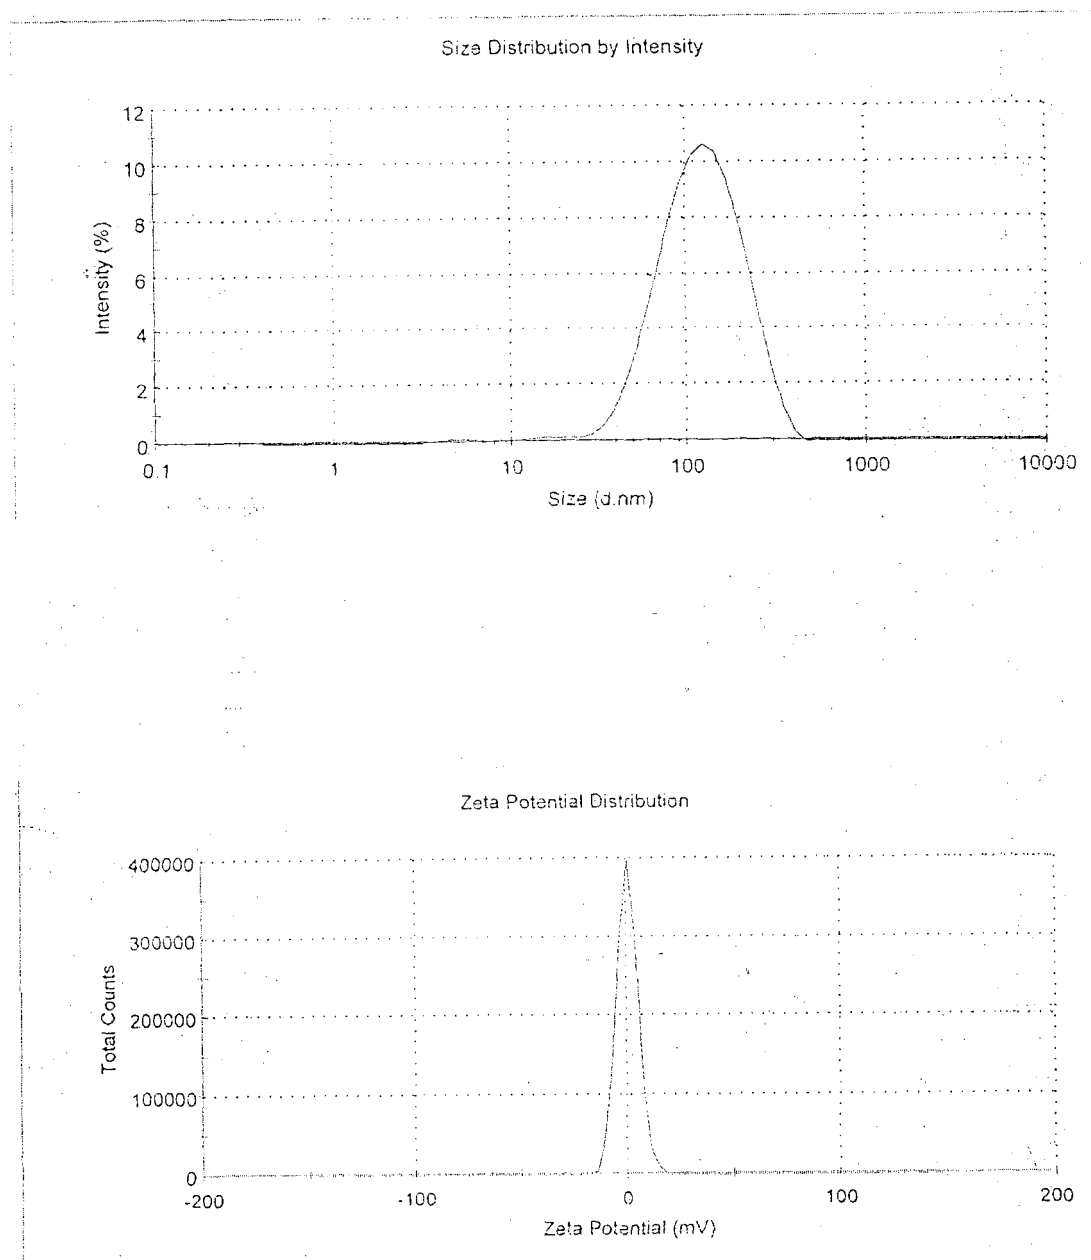 Size Distribution by Intensity
12
10
8
6
4
2
0
Intensity (%)
0.1 1 10 100 1000 10000
Size (d.nm)
Zeta Potential Distribution
400000
300000
200000
100000
0
Total Counts
-200 -100 0 100 200
Zeta Potential (mV)